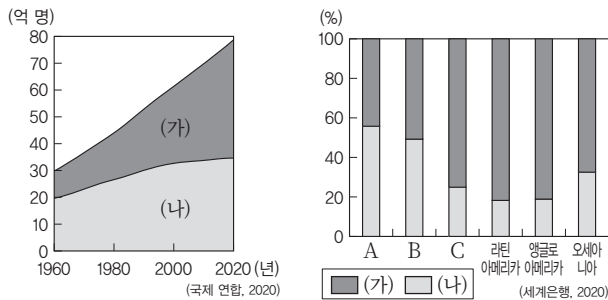 (억 명)
80
70
60
50
40
30
20
10
0
(가)
(나)
1960
1980
2000
2020(년)
(국제 연합, 2020)
(%)
100
80
60
40
20
0
A
B
C
라틴
아메리카
앵글로
아메리카
오세아
니아
(가)
(나)
(세계은행, 2020)